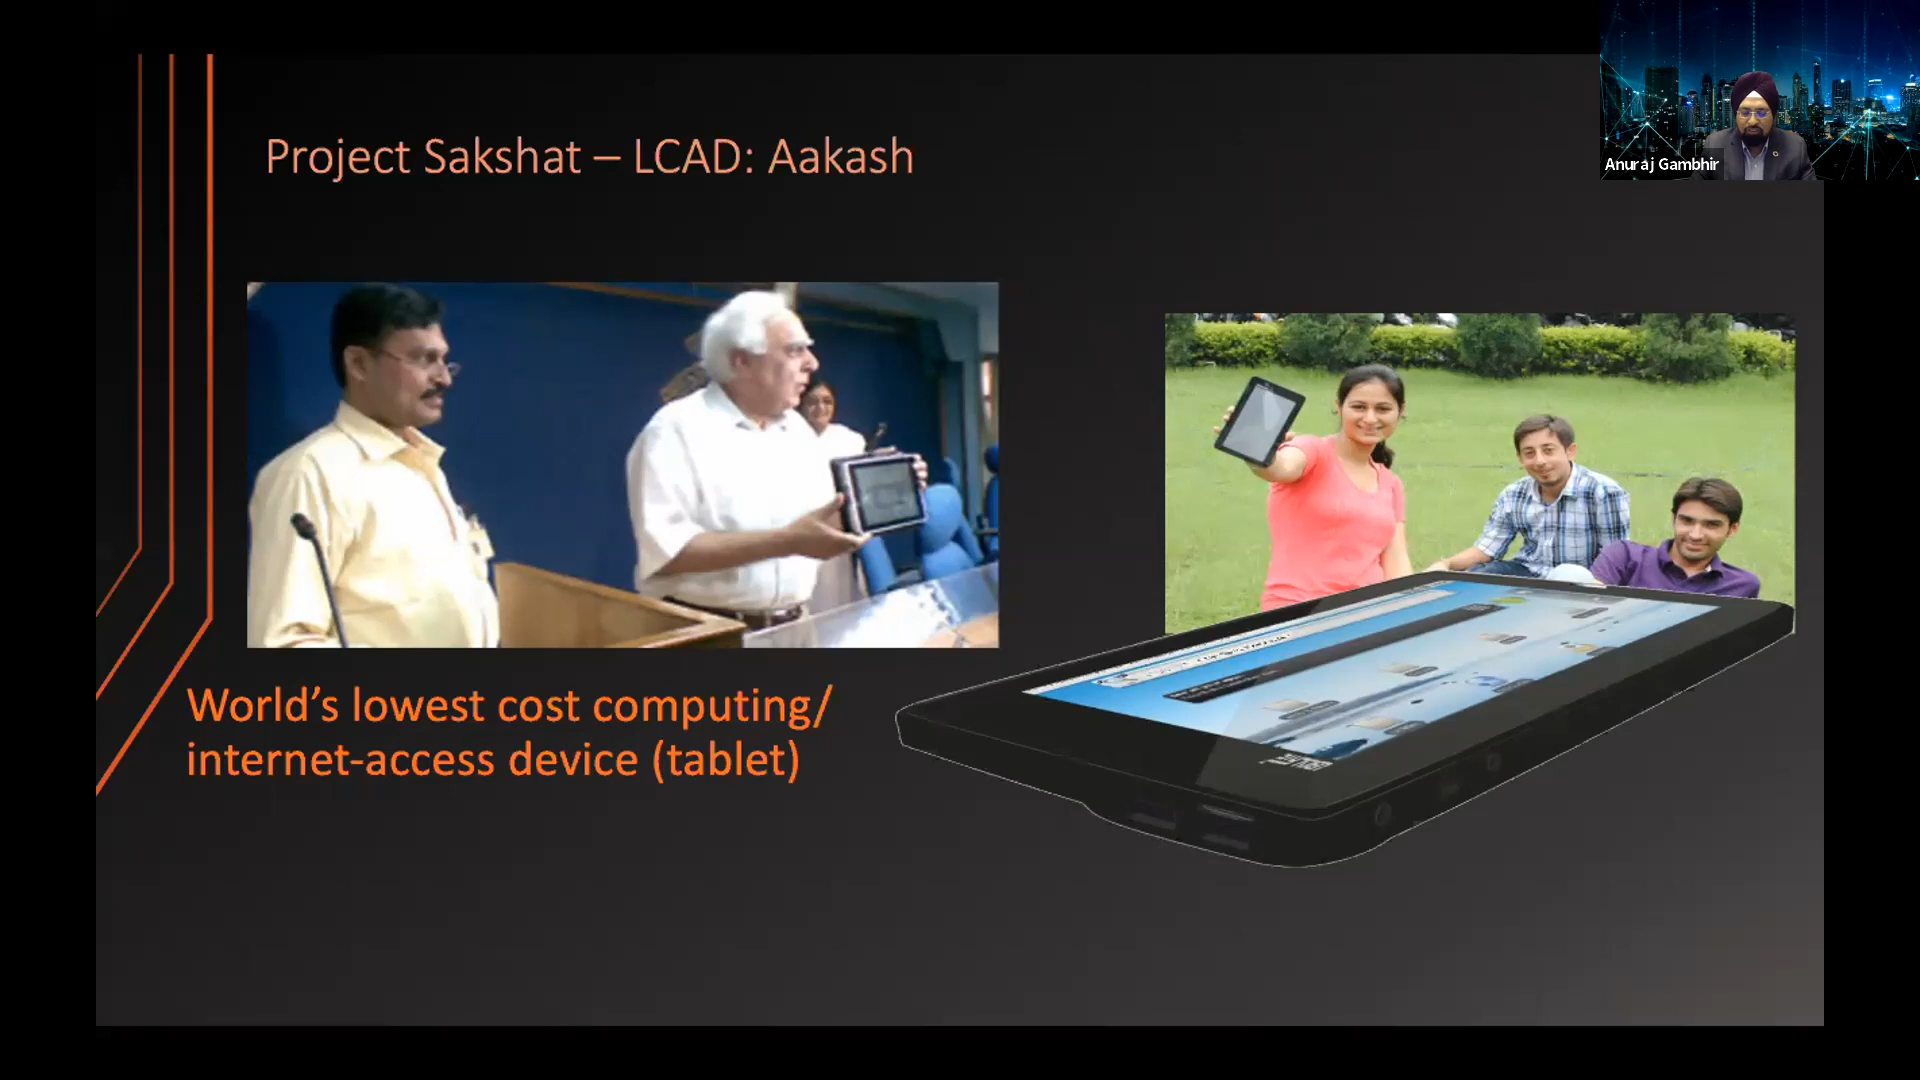 Project Sakshat – LCAD: Aakash
Anuraj Gambhir
World's lowest cost computing/
internet-access device (tablet)